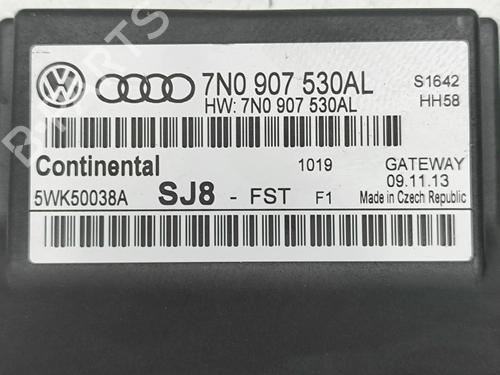 7N0 907 530AL S1642
HW: 7N0 907 530AL HH58
Continental 1019 GATEWAY
5WK50038A SJ8 - FST F1 09.11.13
Made in Czech Republic